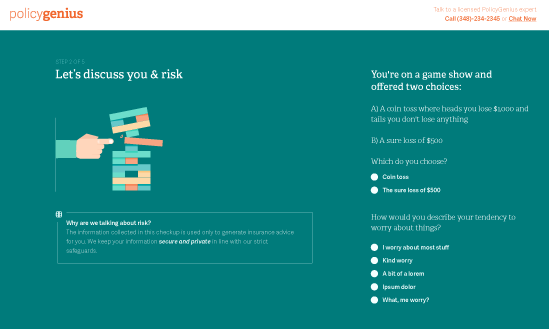 policygenius
Talk to a licensed PolicyGenius expert
Call (348)-234-2345 or Chat Now
STEP 2 OF 5
Let's discuss you & risk
Why are we talking about risk?
The information collected in this checkup is used only to generate insurance advice
for you. We keep your information secure and private in line with our strict
safeguards.
You're on a game show and
offered two choices:
A) A coin toss where heads you lose $1,000 and
tails you don't lose anything
B) A sure loss of $500
Which do you choose?
Coin toss
The sure loss of $500
How would you describe your tendency to
worry about things?
I worry about most stuff
Kind worry
A bit of a lorem
Ipsum dolor
What, me worry?